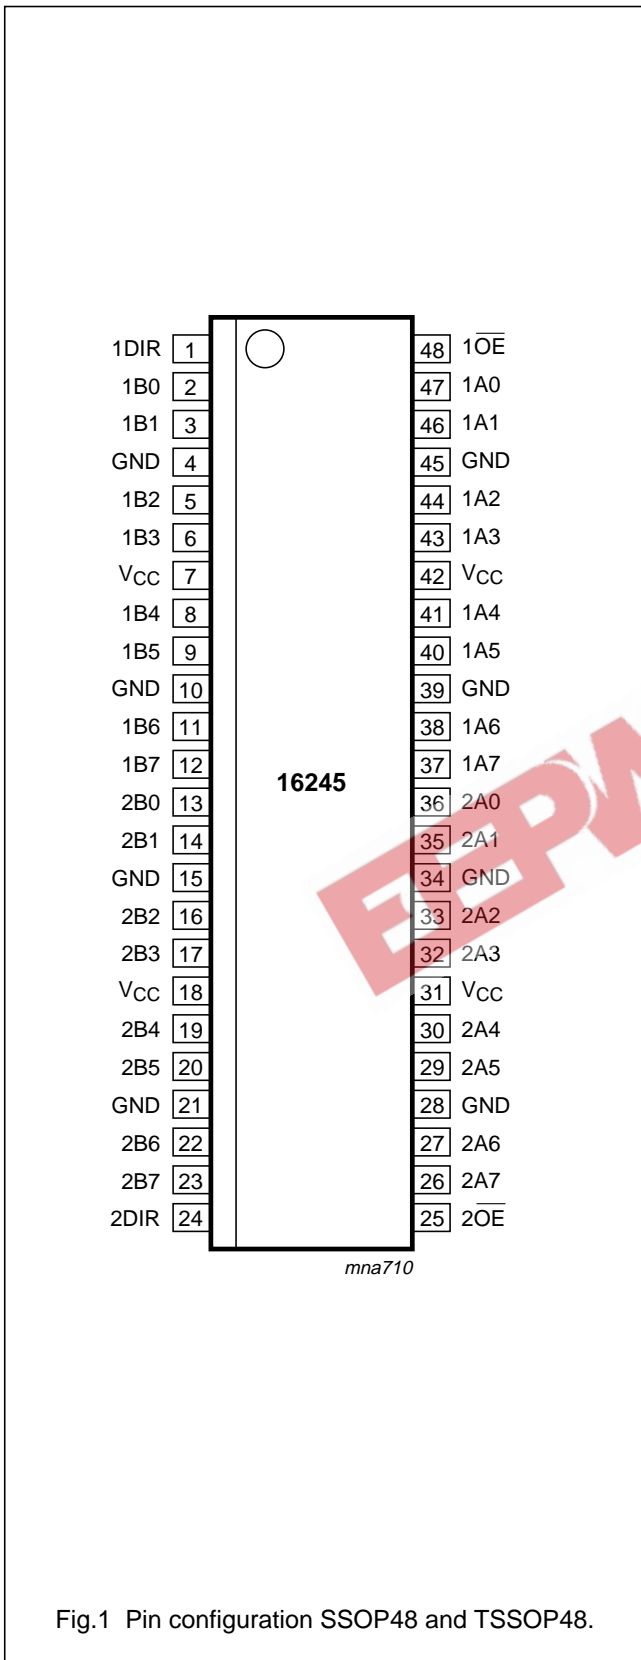 1DIR 1 48 1OE
1B0 2 47 1A0
1B1 3 46 1A1
GND 4 45 GND
1B2 5 44 1A2
1B3 6 43 1A3
VCC 7 42 VCC
1B4 8 41 1A4
1B5 9 40 1A5
GND 10 39 GND
1B6 11 38 1A6
1B7 12 37 1A7
16245
2B0 13 36 2A0
2B1 14 35 2A1
GND 15 34 GND
2B2 16 33 2A2
2B3 17 32 2A3
VCC 18 31 VCC
2B4 19 30 2A4
2B5 20 29 2A5
GND 21 28 GND
2B6 22 27 2A6
2B7 23 26 2A7
2DIR 24 25 2OE
mna710
EEPW
Fig.1 Pin configuration SSOP48 and TSSOP48.